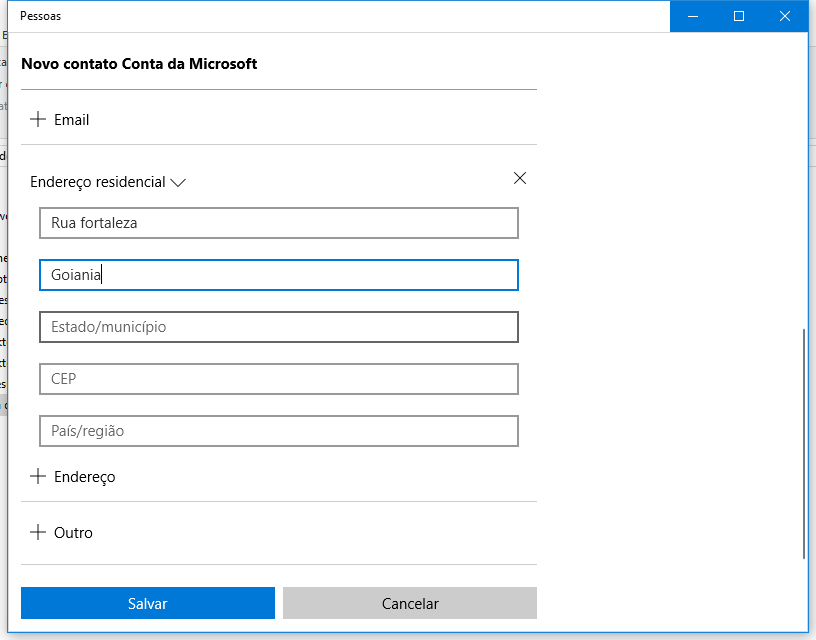 Pessoas
Novo contato Conta da Microsoft
Email
Endereço residencial
Rua fortaleza
Goiania
Estado/município
CEP
País/região
Endereço
Outro
Salvar
Cancelar